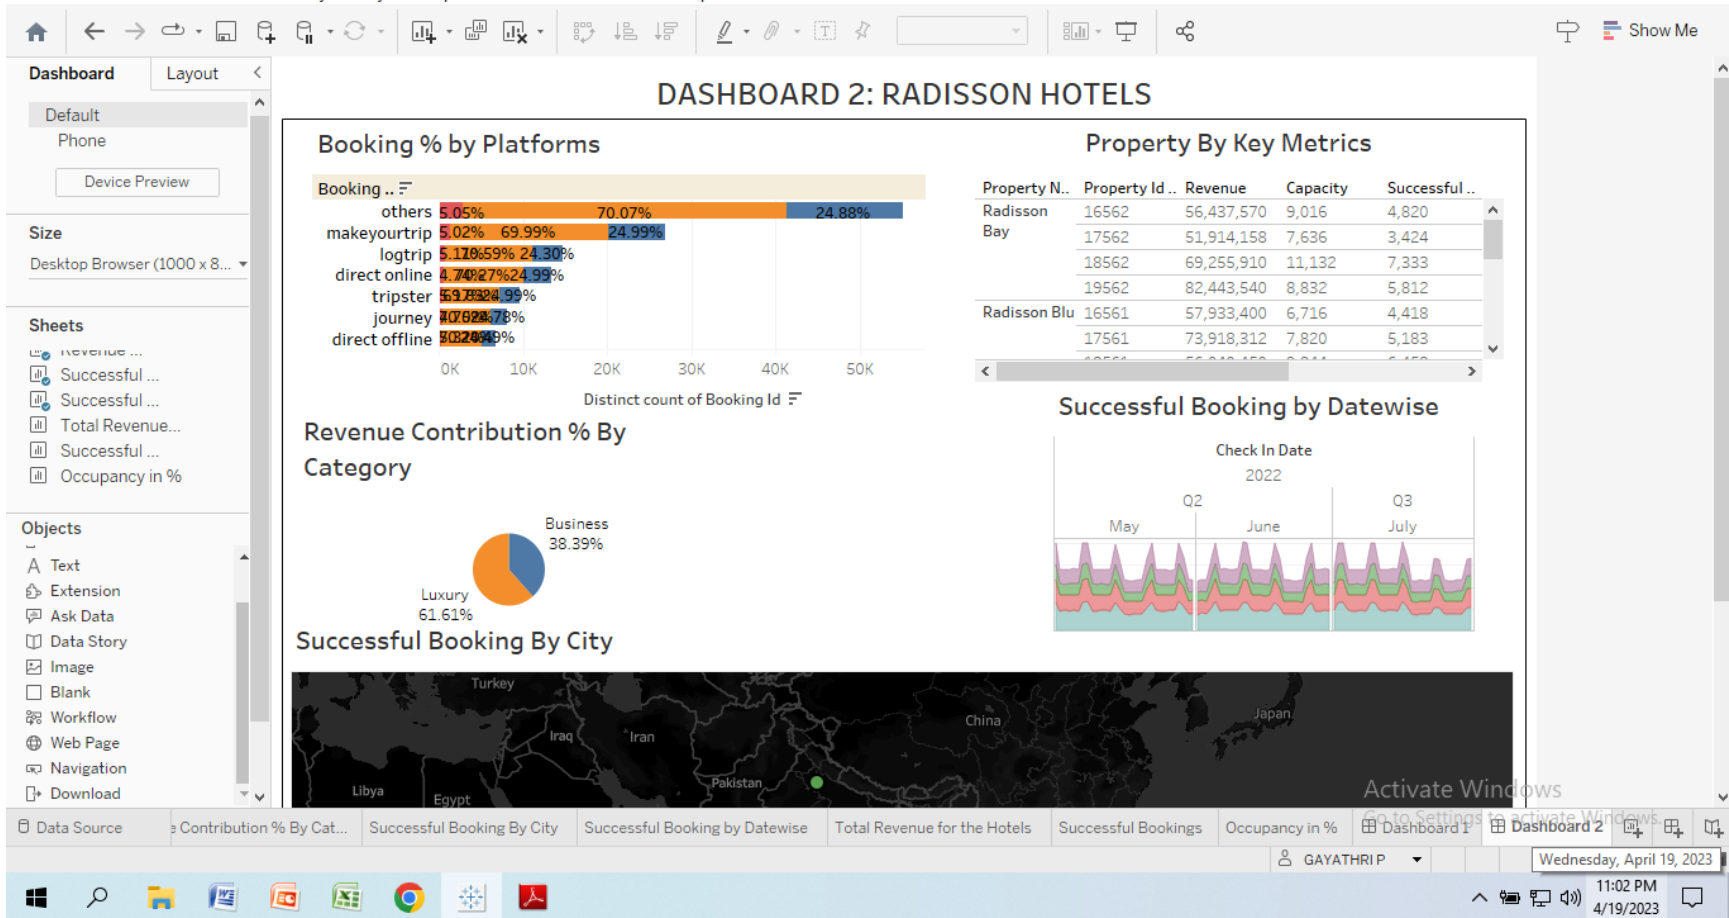 Show Me
Dashboard
Layout
Default
Phone
Device Preview
Size
Desktop Browser (1000 x 8...
Sheets
Revenue ...
Successful ...
Successful ...
Total Revenue...
Successful ...
Occupancy in %
Objects
Text
Extension
Ask Data
Data Story
Image
Blank
Workflow
Web Page
Navigation
Download
DASHBOARD 2: RADISSON HOTELS
Booking % by Platforms
Booking ..
others 5.05% 70.07% 24.88%
makeyourtrip 5.02% 69.99% 24.99%
logtrip 24.30%
direct online 24.99%
tripster
journey
direct offline
0K 10K 20K 30K 40K 50K
Distinct count of Booking Id
Property By Key Metrics
Property N.. Property Id .. Revenue Capacity Successful ..
Radisson Bay 16562 56,437,570 9,016 4,820
17562 51,914,158 7,636 3,424
18562 69,255,910 11,132 7,333
19562 82,443,540 8,832 5,812
Radisson Blu 16561 57,933,400 6,716 4,418
17561 73,918,312 7,820 5,183
Revenue Contribution % By
Category
Business
38.39%
Luxury
61.61%
Successful Booking by Datewise
Check In Date
2022
Q2 Q3
May June July
Successful Booking By City
Turkey
Iraq
Iran
Libya
Egypt
Pakistan
China
Japan
Activate Windows
Go to Settings to activate Windows.
Data Source
e Contribution % By Cat...
Successful Booking By City
Successful Booking by Datewise
Total Revenue for the Hotels
Successful Bookings
Occupancy in %
Dashboard 1
Dashboard 2
GAYATHRI P
Wednesday, April 19, 2023
11:02 PM
4/19/2023